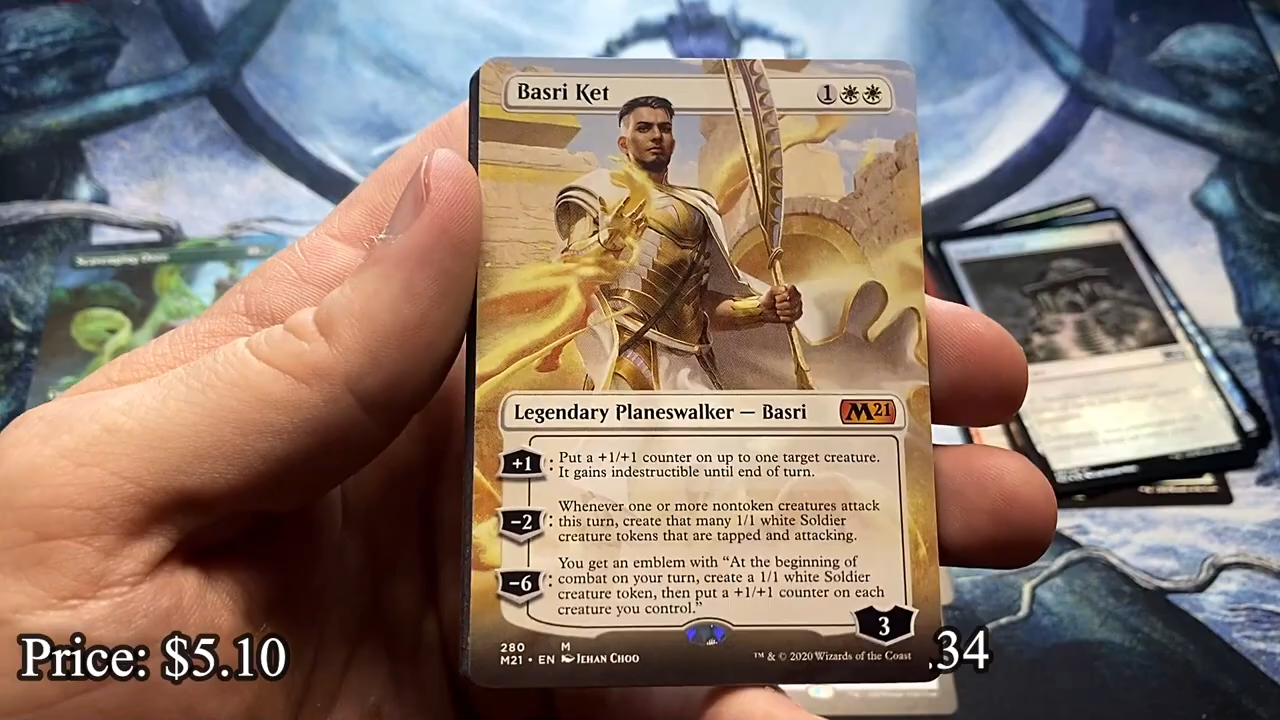 Basri Ket 1
Legendary Planeswalker — Basri M21
+1 : Put a +1/+1 counter on up to one target creature.
It gains indestructible until end of turn.
−2 : Whenever one or more nontoken creatures attack
this turn, create that many 1/1 white Soldier
creature tokens that are tapped and attacking.
−6 : You get an emblem with “At the beginning of
combat on your turn, create a 1/1 white Soldier
creature token, then put a +1/+1 counter on each
creature you control.”
3
280 M
M21 • EN Jehan Choo ™ & © 2020 Wizards of the Coast
Price: $5.10
.34